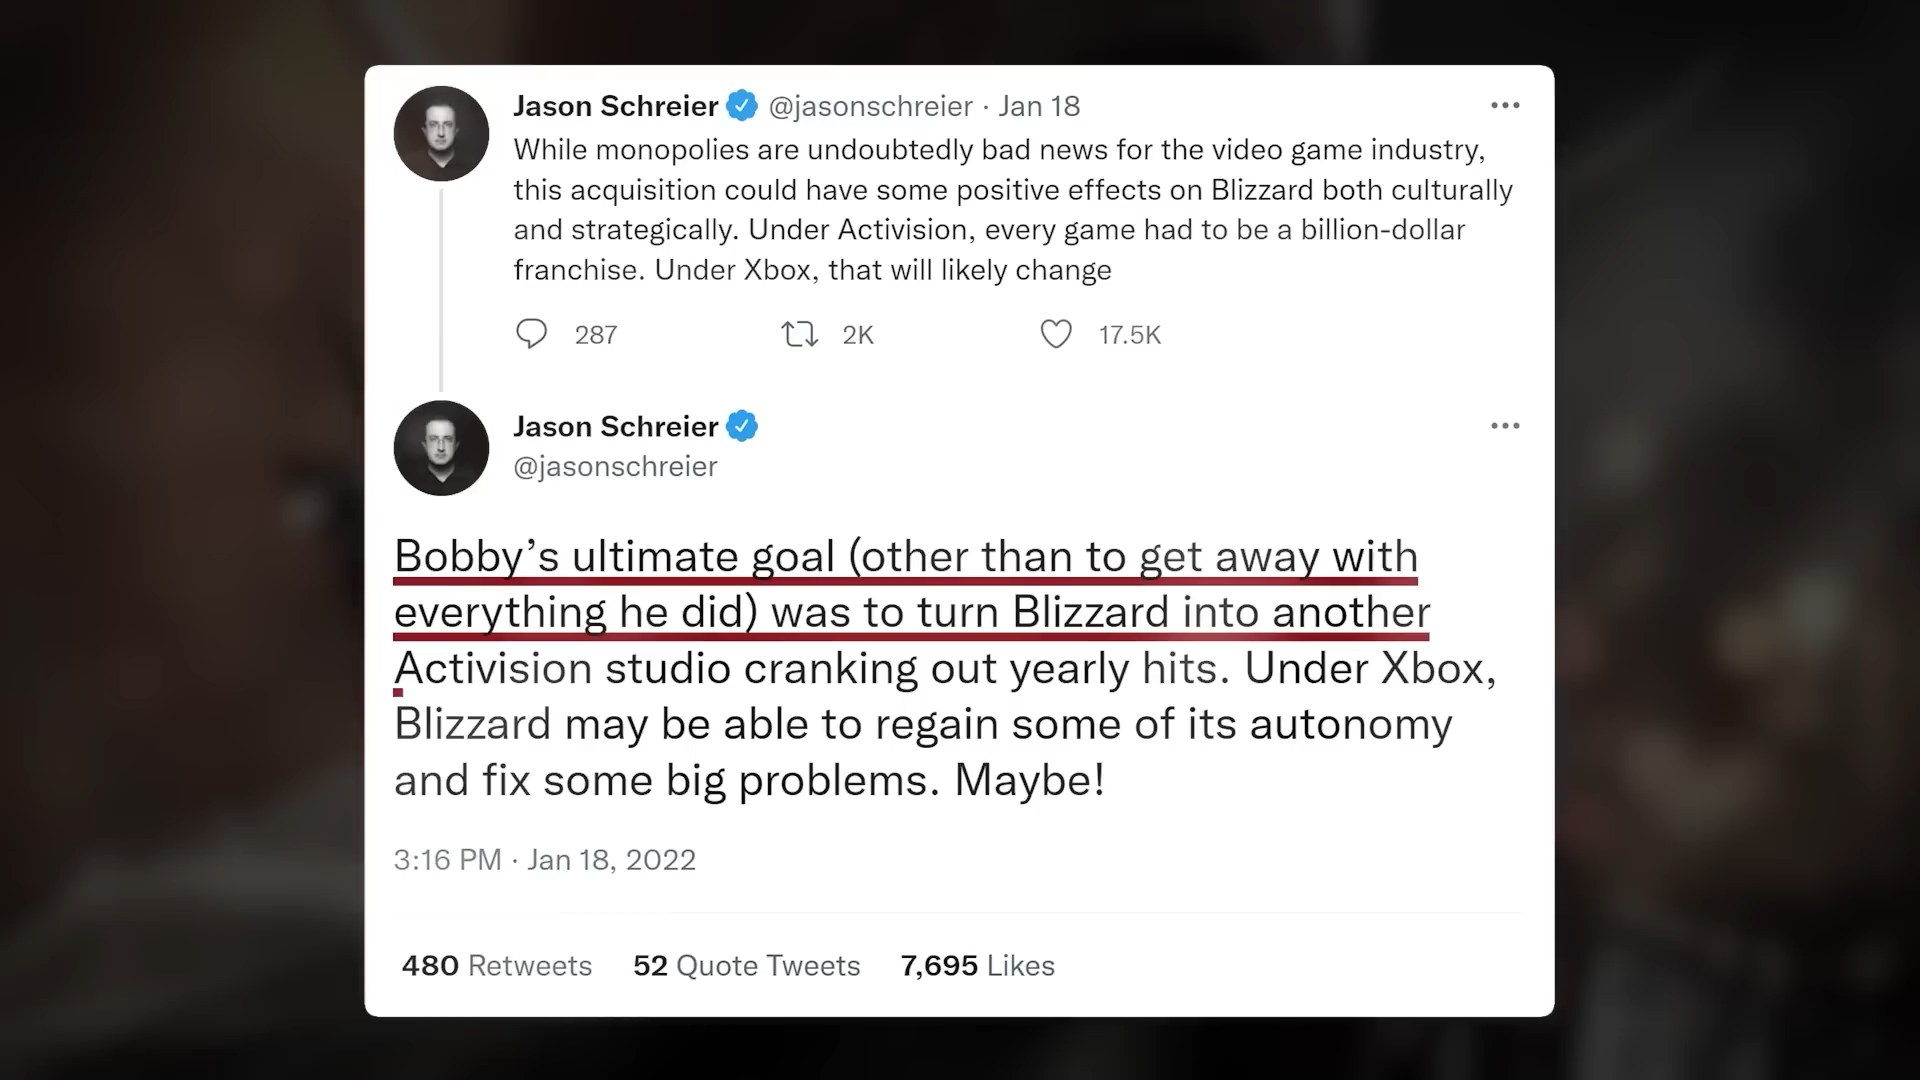 Jason Schreier @jasonschreier · Jan 18
While monopolies are undoubtedly bad news for the video game industry,
this acquisition could have some positive effects on Blizzard both culturally
and strategically. Under Activision, every game had to be a billion-dollar
franchise. Under Xbox, that will likely change
287 2K 17.5K
Jason Schreier
@jasonschreier
Bobby’s ultimate goal (other than to get away with
everything he did) was to turn Blizzard into another
Activision studio cranking out yearly hits. Under Xbox,
Blizzard may be able to regain some of its autonomy
and fix some big problems. Maybe!
3:16 PM · Jan 18, 2022
480 Retweets 52 Quote Tweets 7,695 Likes